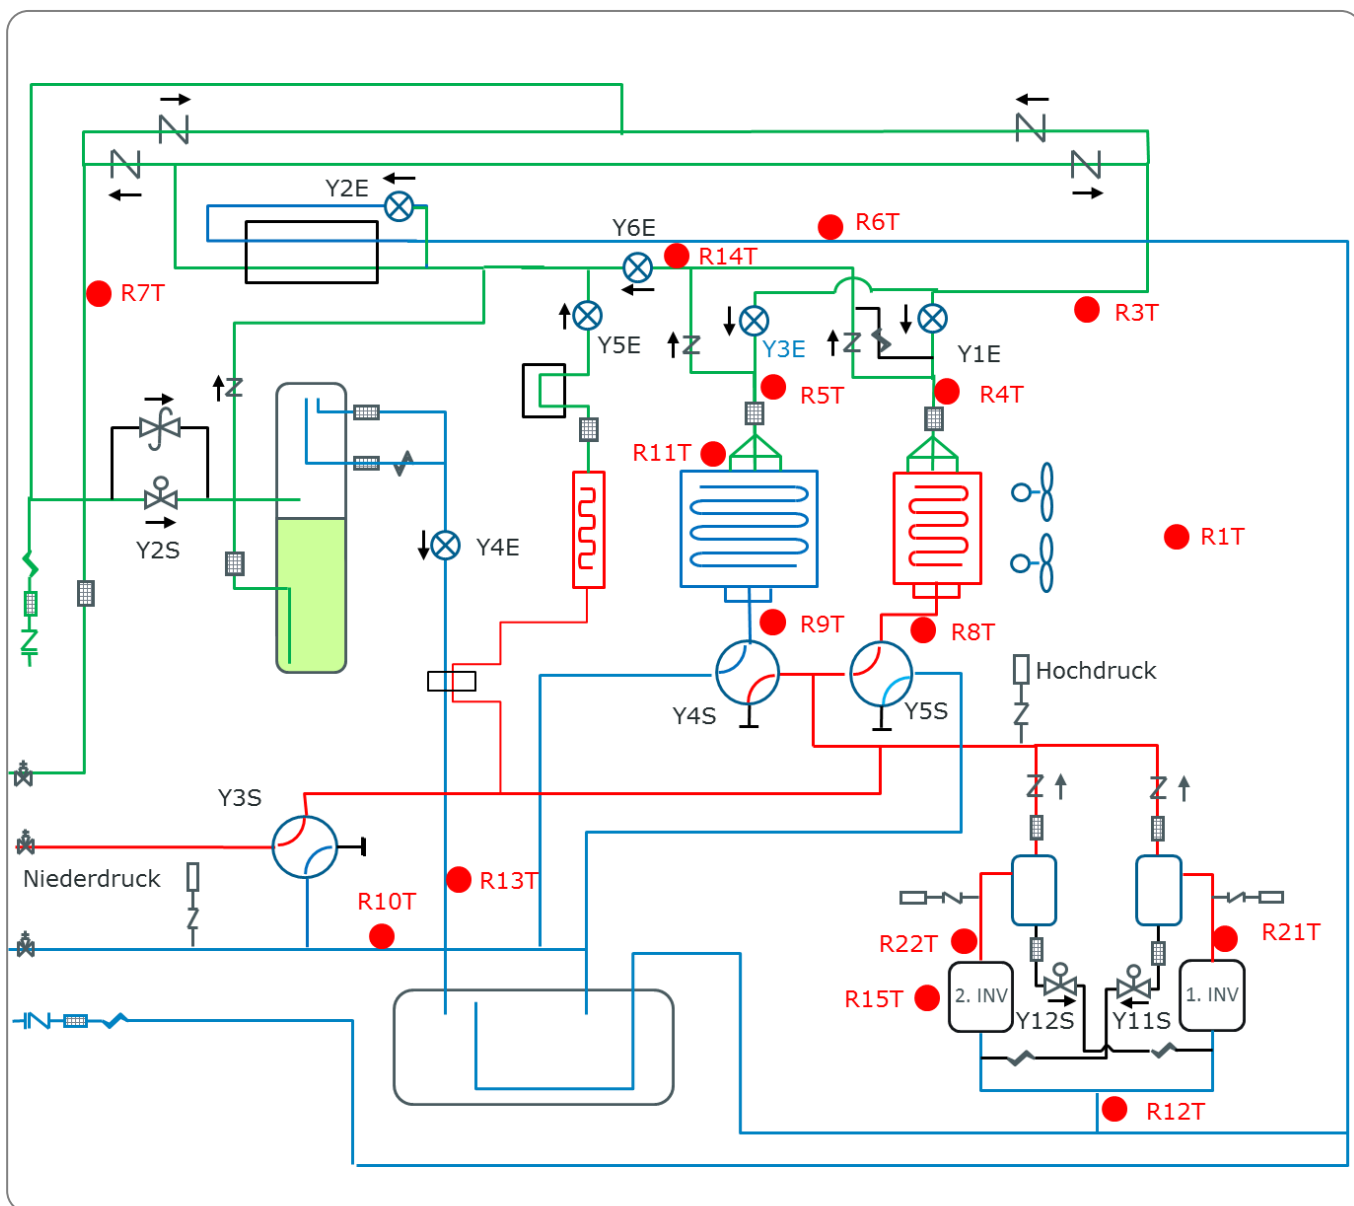 Y2E
Y6E
R6T
R14T
R7T
R3T
Y5E
Y3E
Y1E
R5T
R4T
R11T
Y2S
Y4E
R1T
R9T
R8T
Hochdruck
Y4S
Y5S
Y3S
Niederdruck
R13T
R10T
R22T
R21T
R15T
2. INV
1. INV
Y12S
Y11S
R12T